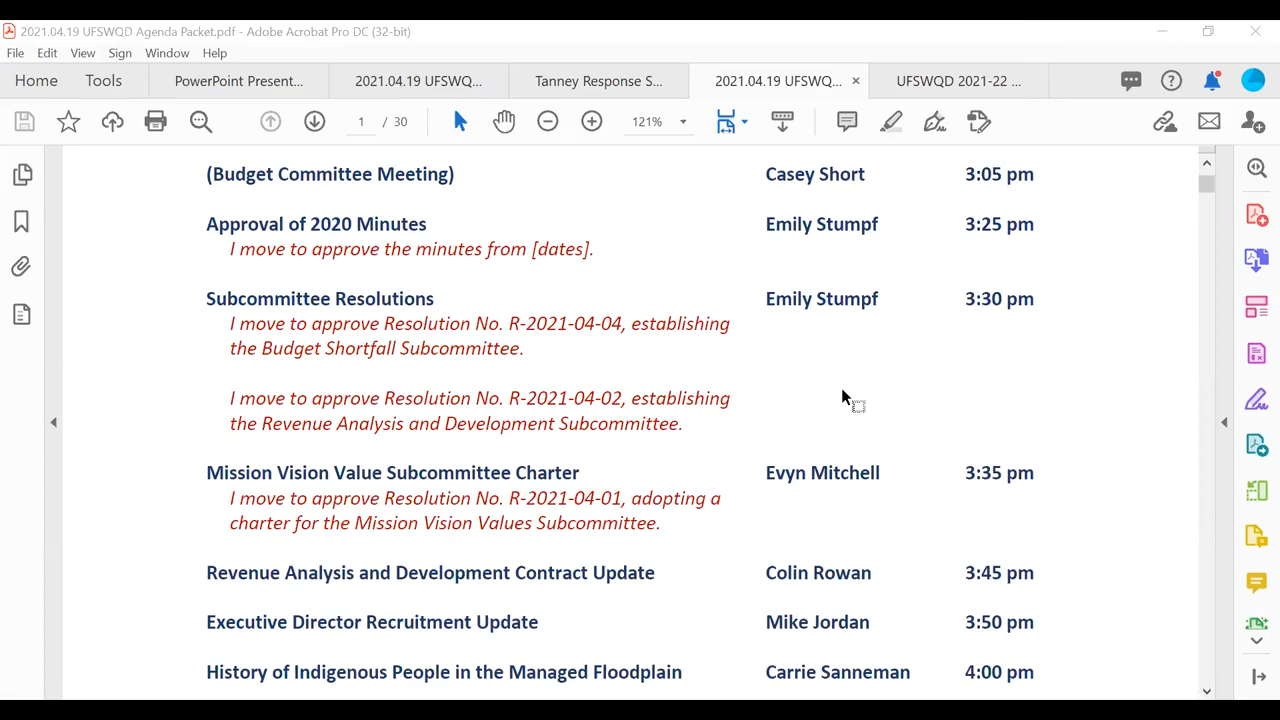 2021.04.19 UFSWQD Agenda Packet.pdf - Adobe Acrobat Pro DC (32-bit)
File Edit View Sign Window Help
Home Tools PowerPoint Present... 2021.04.19 UFSWQ... Tanney Response S... 2021.04.19 UFSWQ... × UFSWQD 2021-22 ...
1 / 30 121%
(Budget Committee Meeting) Casey Short 3:05 pm
Approval of 2020 Minutes Emily Stumpf 3:25 pm
I move to approve the minutes from [dates].
Subcommittee Resolutions Emily Stumpf 3:30 pm
I move to approve Resolution No. R-2021-04-04, establishing
the Budget Shortfall Subcommittee.
I move to approve Resolution No. R-2021-04-02, establishing
the Revenue Analysis and Development Subcommittee.
Mission Vision Value Subcommittee Charter Evyn Mitchell 3:35 pm
I move to approve Resolution No. R-2021-04-01, adopting a
charter for the Mission Vision Values Subcommittee.
Revenue Analysis and Development Contract Update Colin Rowan 3:45 pm
Executive Director Recruitment Update Mike Jordan 3:50 pm
History of Indigenous People in the Managed Floodplain Carrie Sanneman 4:00 pm